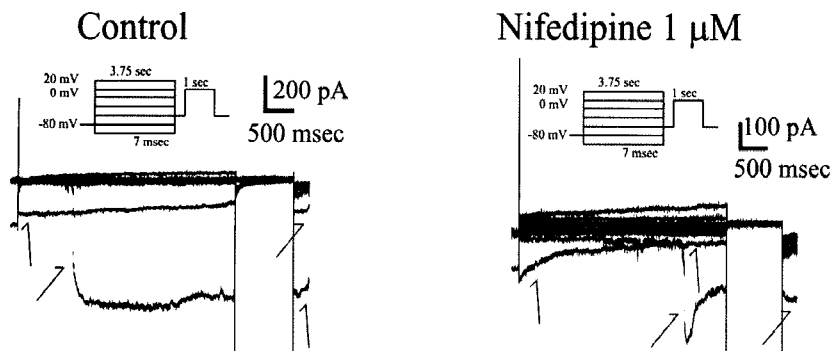 Control
3.75 sec
20 mV
0 mV
1 sec
-80 mV
7 msec
200 pA
500 msec
Nifedipine 1 μM
3.75 sec
20 mV
0 mV
1 sec
-80 mV
7 msec
100 pA
500 msec